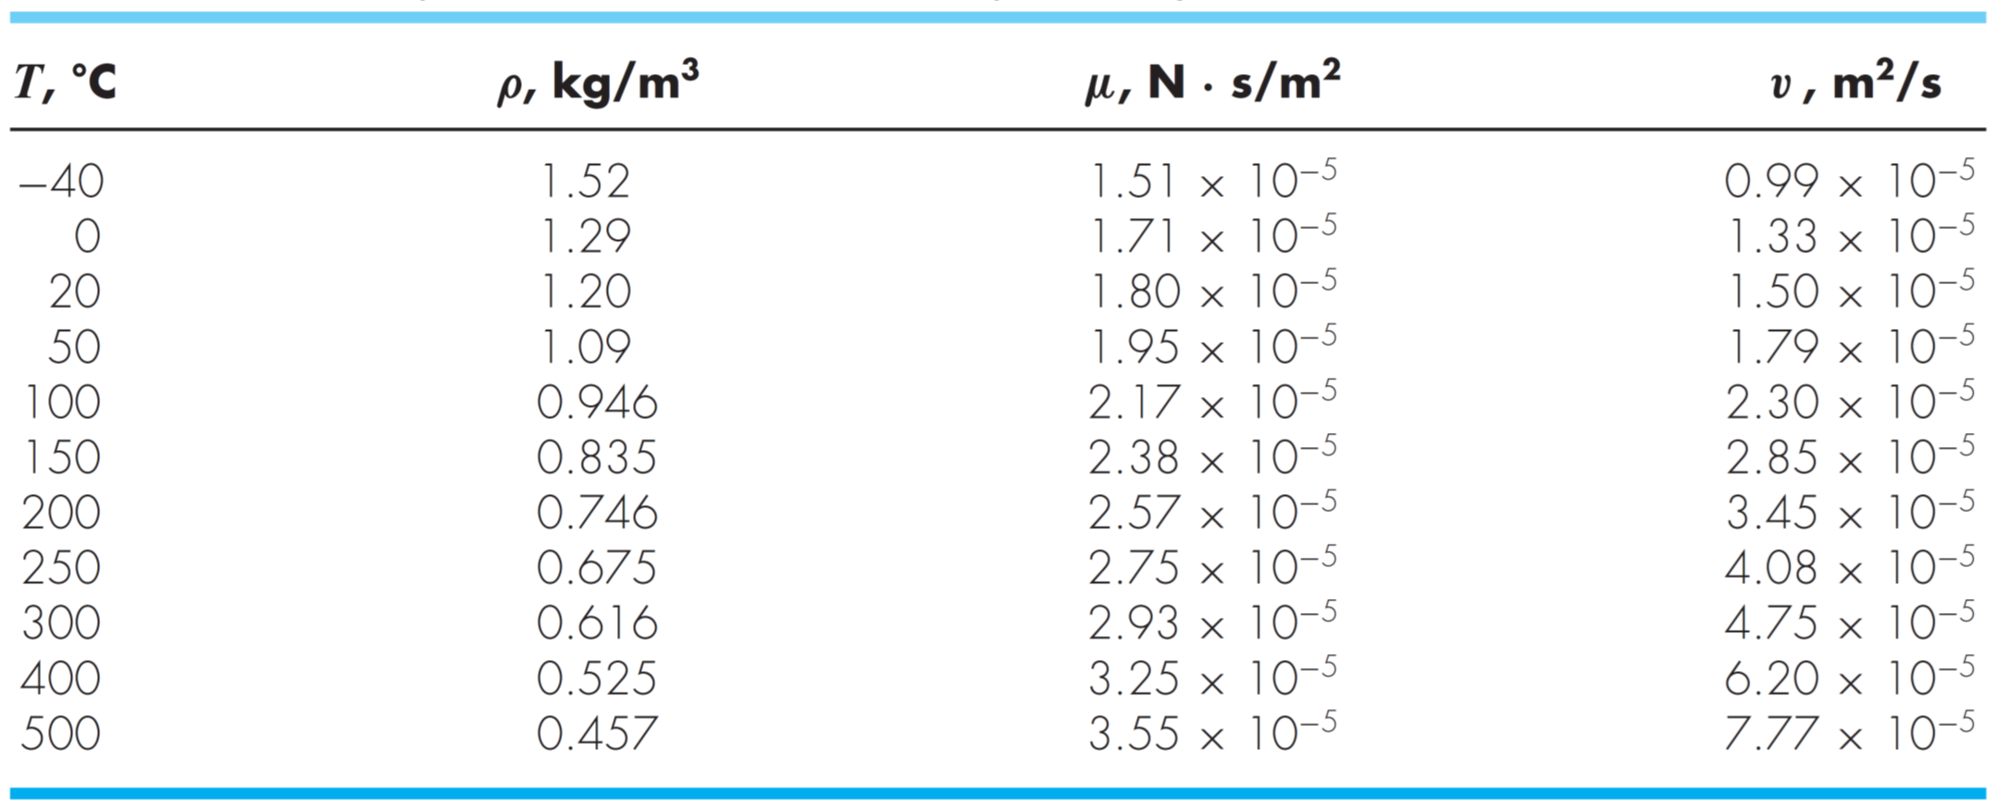 T, °C ρ, kg/m³ μ, N · s/m² υ, m²/s
–40 1.52 1.51 × 10⁻⁵ 0.99 × 10⁻⁵
0 1.29 1.71 × 10⁻⁵ 1.33 × 10⁻⁵
20 1.20 1.80 × 10⁻⁵ 1.50 × 10⁻⁵
50 1.09 1.95 × 10⁻⁵ 1.79 × 10⁻⁵
100 0.946 2.17 × 10⁻⁵ 2.30 × 10⁻⁵
150 0.835 2.38 × 10⁻⁵ 2.85 × 10⁻⁵
200 0.746 2.57 × 10⁻⁵ 3.45 × 10⁻⁵
250 0.675 2.75 × 10⁻⁵ 4.08 × 10⁻⁵
300 0.616 2.93 × 10⁻⁵ 4.75 × 10⁻⁵
400 0.525 3.25 × 10⁻⁵ 6.20 × 10⁻⁵
500 0.457 3.55 × 10⁻⁵ 7.77 × 10⁻⁵